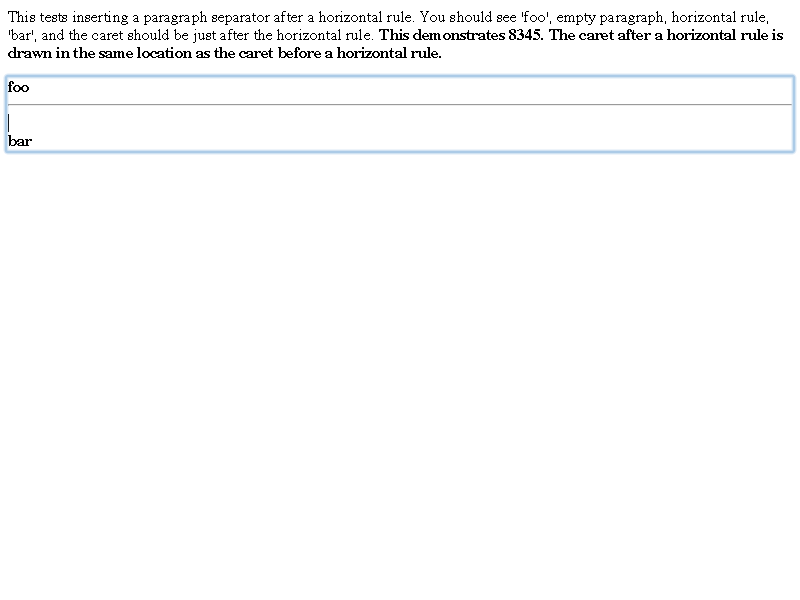 This tests inserting a paragraph separator after a horizontal rule. You should see 'foo', empty paragraph, horizontal rule,
'bar', and the caret should be just after the horizontal rule. This demonstrates 8345. The caret after a horizontal rule is
drawn in the same location as the caret before a horizontal rule.
foo
bar